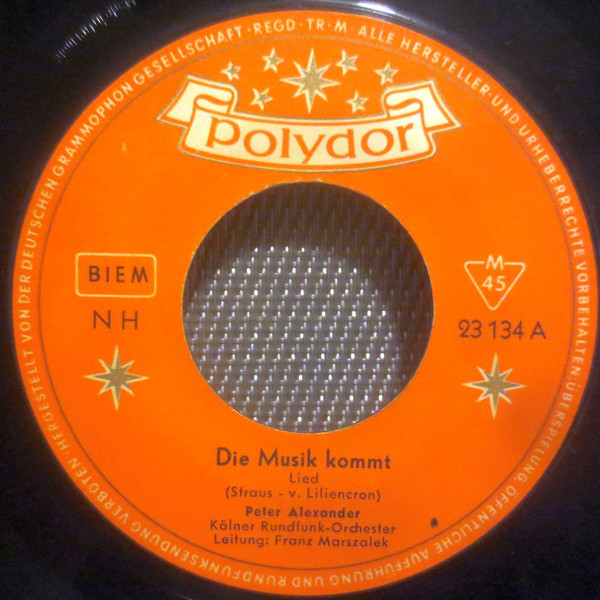 HERGESTELLT VON DER DEUTSCHEN GRAMMOPHON GESELLSCHAFT · REGD · TR · M · ALLE HERSTELLER- UND URHEBERRECHTE VORBEHALTEN ÜBERSPIELUNG, ÖFFENTLICHE AUFFÜHRUNG UND RUNDFUNKSENDUNG VERBOTEN ·
polydor
BIEM
NH
M
45
23 134 A
Die Musik kommt
Lied
(Straus - v. Liliencron)
Peter Alexander
Kölner Rundfunk-Orchester
Leitung: Franz Marszalek